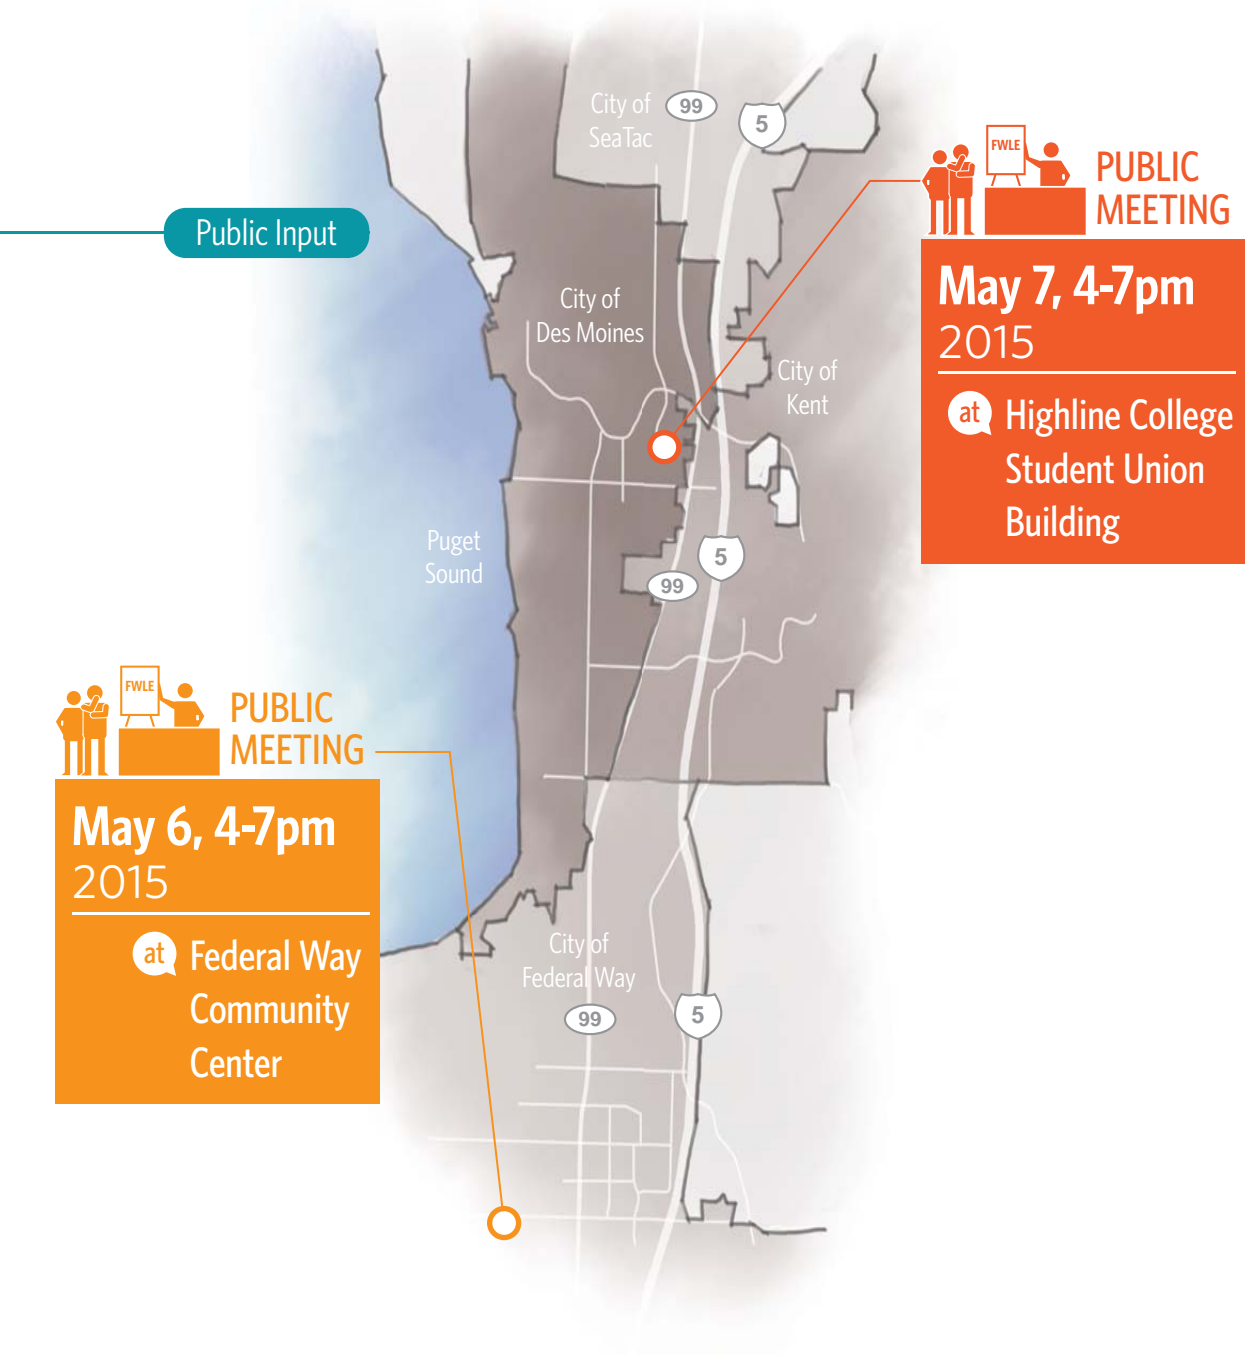 City of
SeaTac
99
5
FWLE
PUBLIC
MEETING
May 7, 4-7pm
2015
at Highline College
Student Union
Building
Public Input
City of
Des Moines
City of
Kent
Puget
Sound
5
99
FWLE
PUBLIC
MEETING
May 6, 4-7pm
2015
at Federal Way
Community
Center
City of
Federal Way
99
5